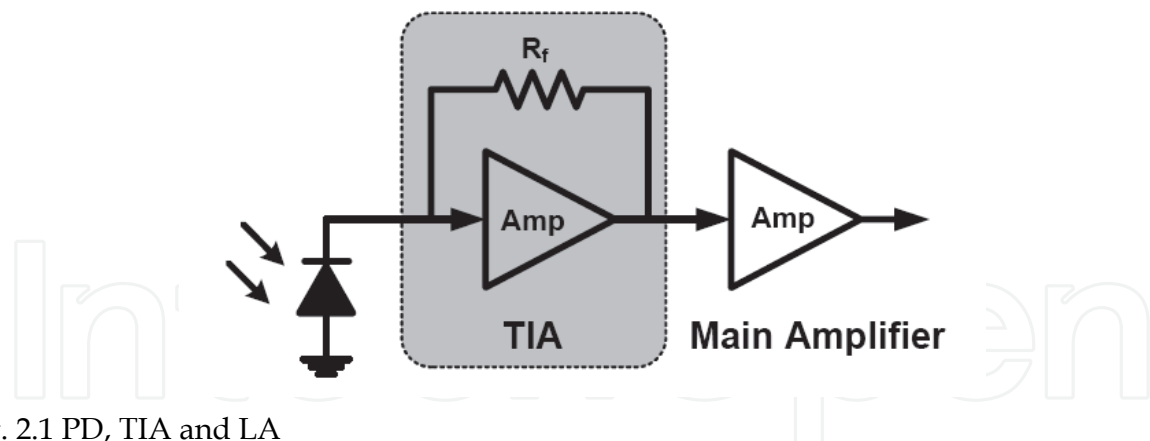 Rf
Amp
Amp
TIA
Main Amplifier
. 2.1 PD, TIA and LA